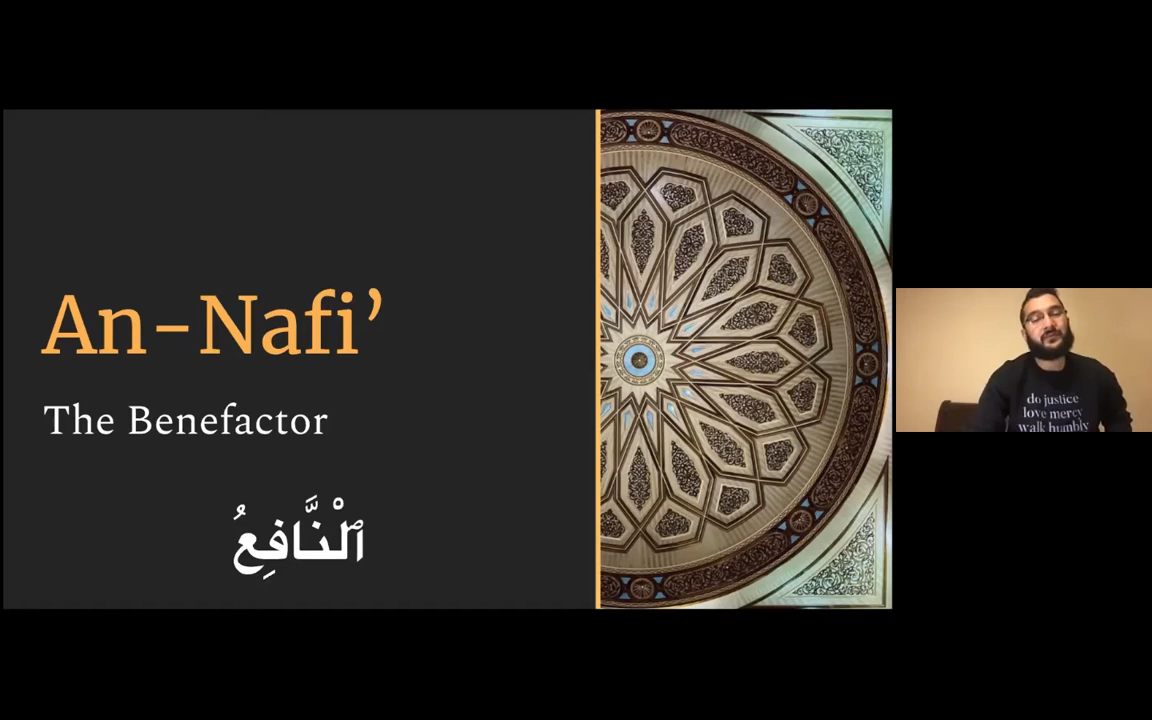 An-Nafi’
The Benefactor
ٱلْنَّافِعُ
do justice
love mercy
walk humbly